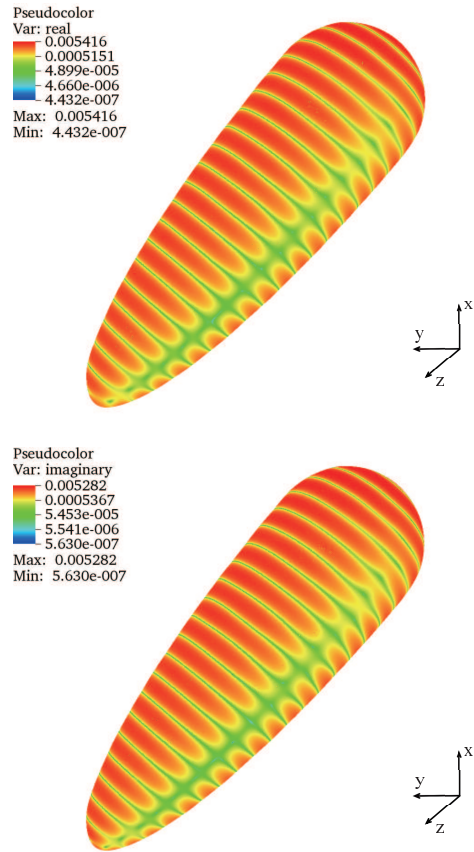 Pseudocolor
Var: real
0.005416
0.0005151
4.899e-005
4.660e-006
4.432e-007
Max: 0.005416
Min: 4.432e-007
x
y
z
Pseudocolor
Var: imaginary
0.005282
0.0005367
5.453e-005
5.541e-006
5.630e-007
Max: 0.005282
Min: 5.630e-007
x
y
z